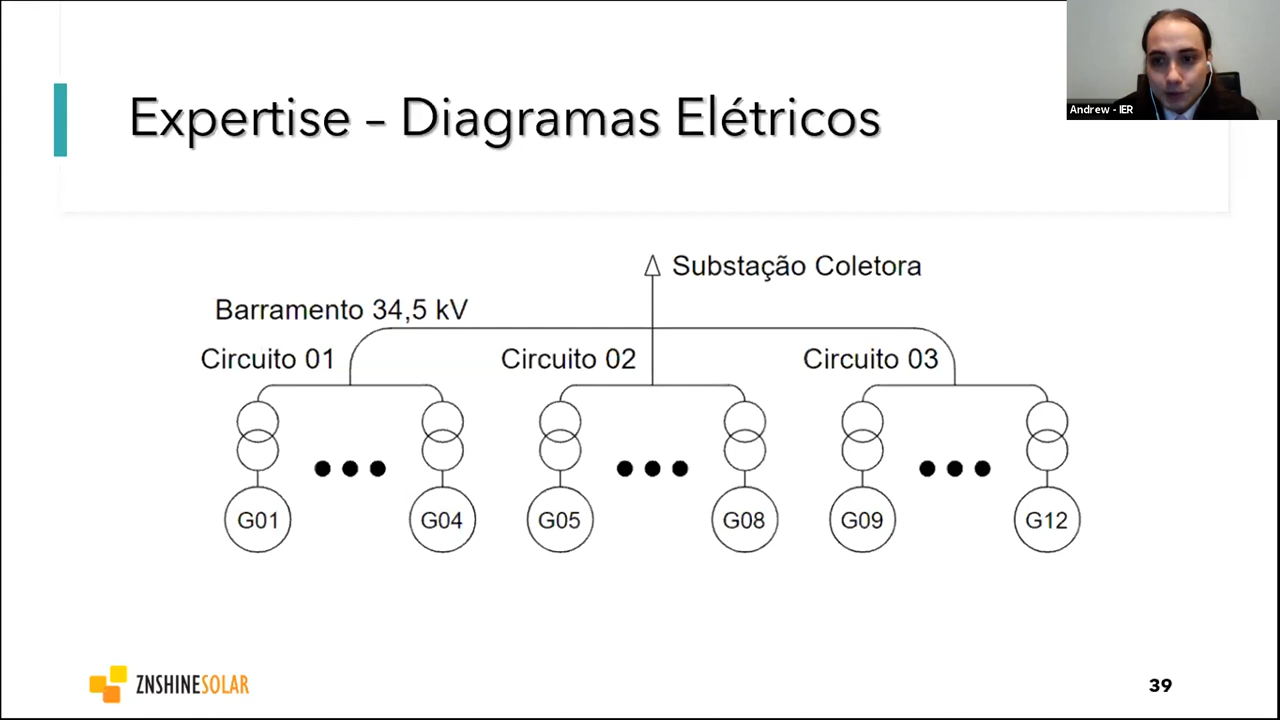 Expertise – Diagramas Elétricos
Andrew - IER
Substação Coletora
Barramento 34,5 kV
Circuito 01
Circuito 02
Circuito 03
G01
G04
G05
G08
G09
G12
ZNSHINESOLAR
39